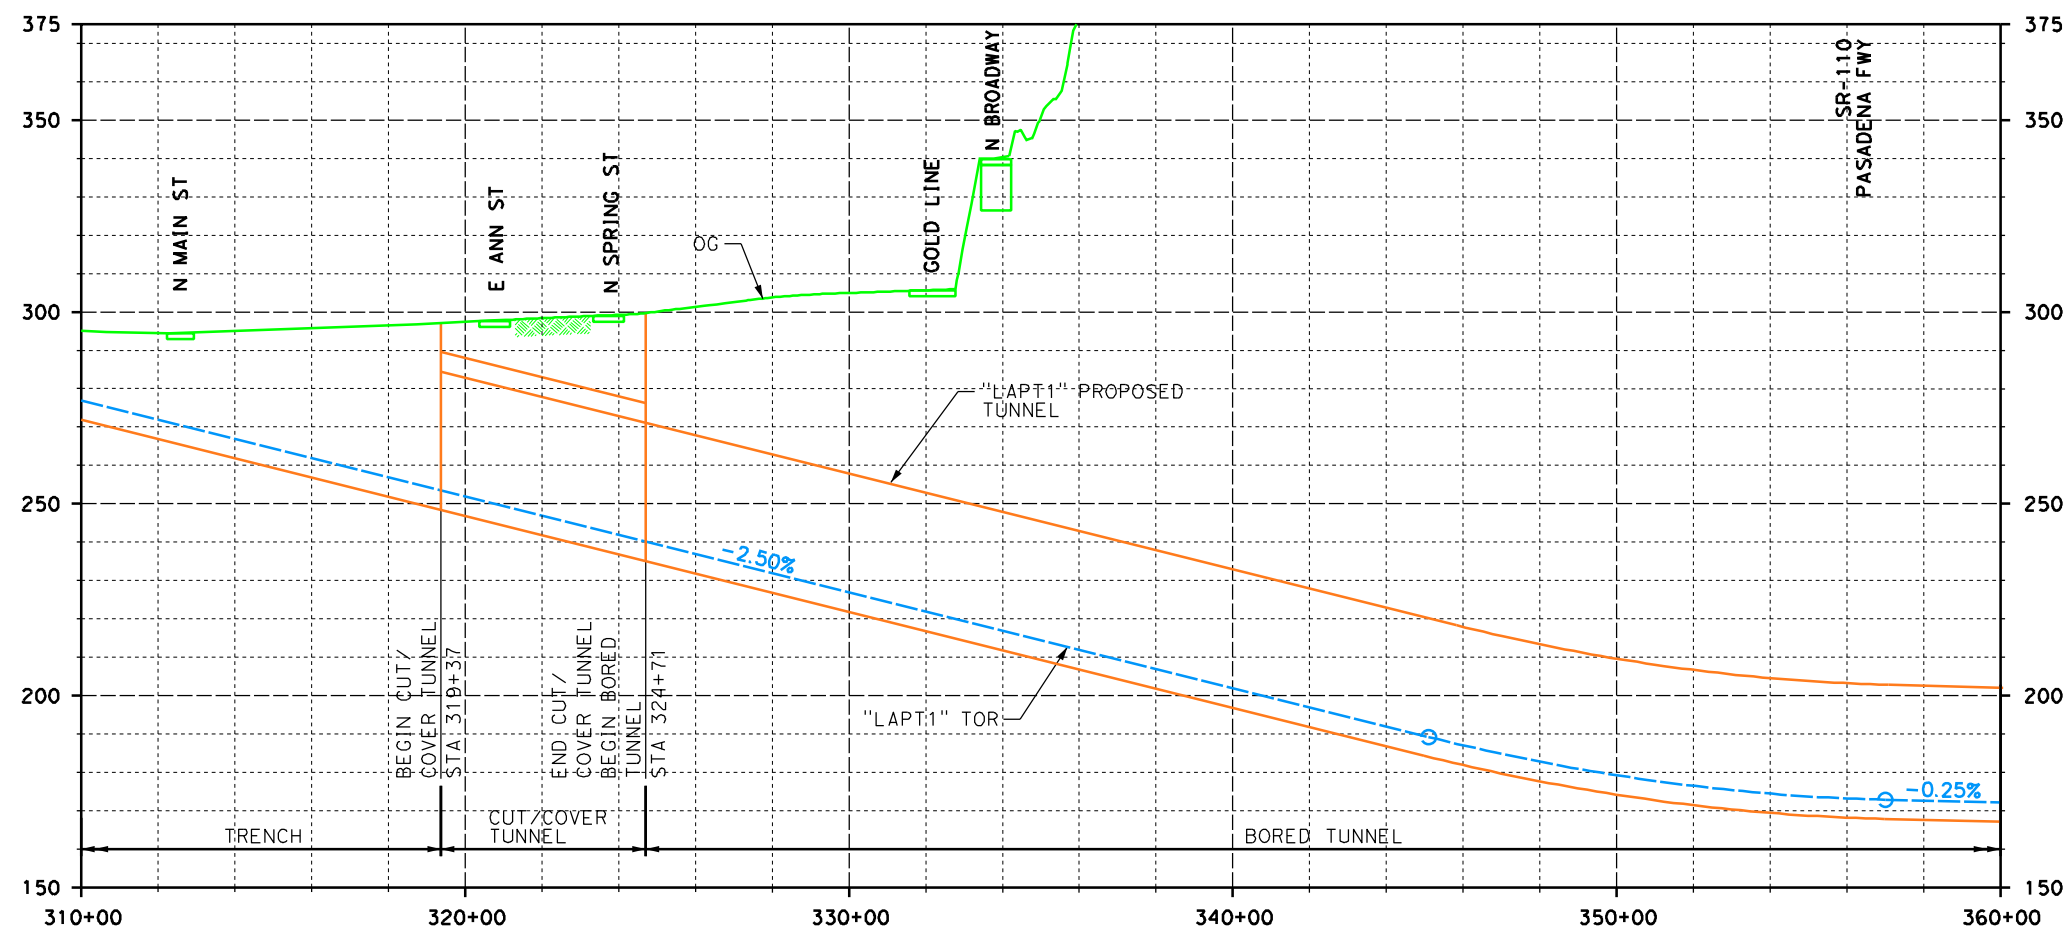 375
375
350
350
300
300
250
250
200
200
150
150
N MAIN ST
E ANN ST
N SPRING ST
OG
GOLD LINE
N BROADWAY
SR-110
PASADENA FWY
"LAPT1" PROPOSED
TUNNEL
-2.50%
"LAPT1" TOR
-0.25%
BEGIN CUT/
COVER TUNNEL
STA 319+37
END CUT/
COVER TUNNEL
BEGIN BORED
TUNNEL
STA 324+71
TRENCH
CUT/COVER
TUNNEL
BORED TUNNEL
310+00
320+00
330+00
340+00
350+00
360+00